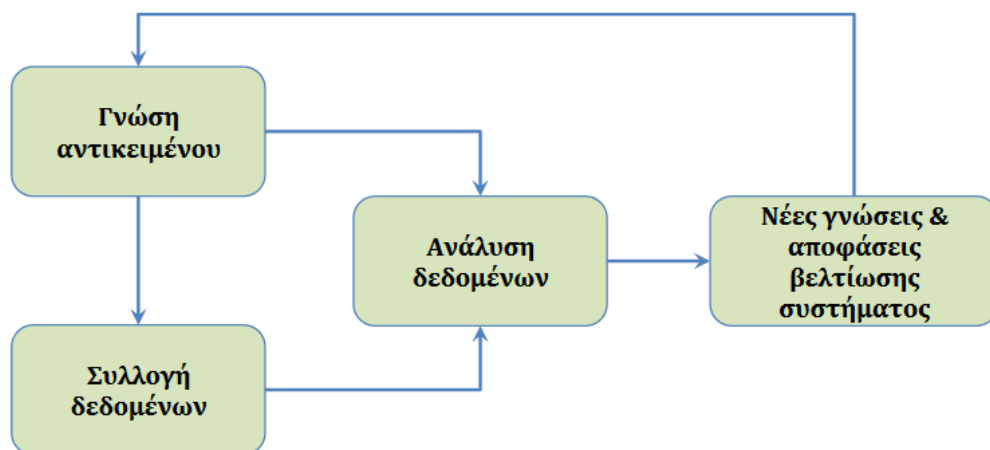 Γνώση
αντικειμένου
Ανάλυση
δεδομένων
Νέες γνώσεις &
αποφάσεις
βελτίωσης
συστήματος
Συλλογή
δεδομένων